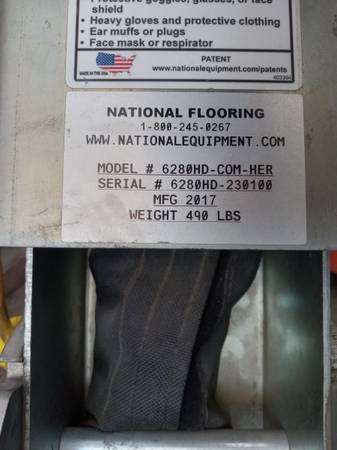 Protective goggles, glasses, or face
shield
• Heavy gloves and protective clothing
• Ear muffs or plugs
• Face mask or respirator
PATENT
www.nationalequipment.com/patents
MADE IN THE USA
403394
NATIONAL FLOORING
1-800-245-0267
WWW.NATIONALEQUIPMENT.COM
MODEL # 6280HD-COM-HER
SERIAL # 6280HD-230100
MFG 2017
WEIGHT 490 LBS